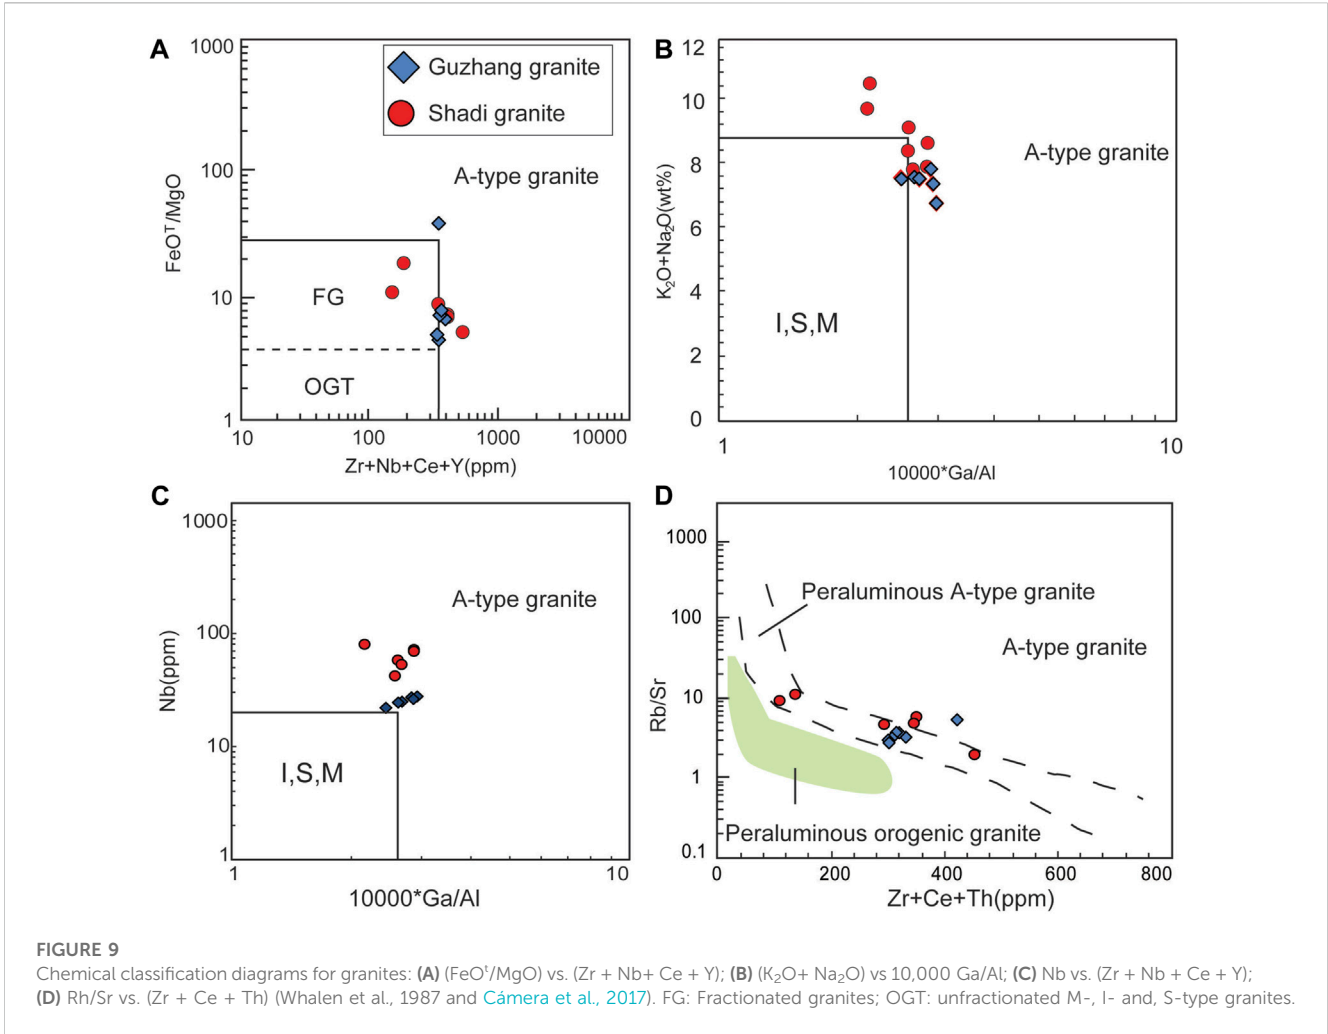 A
1000
100
10
1
FeOᵀ/MgO
Guzhang granite
Shadi granite
A-type granite
FG
OGT
10
100
1000
10000
Zr+Nb+Ce+Y(ppm)
B
12
10
8
6
4
2
0
K₂O+Na₂O(wt%)
A-type granite
I,S,M
1
10
10000*Ga/Al
C
1000
100
10
1
Nb(ppm)
A-type granite
I,S,M
1
10
10000*Ga/Al
D
1000
100
10
1
0.1
Rb/Sr
Peraluminous A-type granite
A-type granite
Peraluminous orogenic granite
0
200
400
600
800
Zr+Ce+Th(ppm)
FIGURE 9
Chemical classification diagrams for granites: (A) (FeOᵗ/MgO) vs. (Zr + Nb+ Ce + Y); (B) (K₂O+ Na₂O) vs 10,000 Ga/Al; (C) Nb vs. (Zr + Nb + Ce + Y);
(D) Rh/Sr vs. (Zr + Ce + Th) (Whalen et al., 1987 and Cámera et al., 2017). FG: Fractionated granites; OGT: unfractionated M-, I- and, S-type granites.